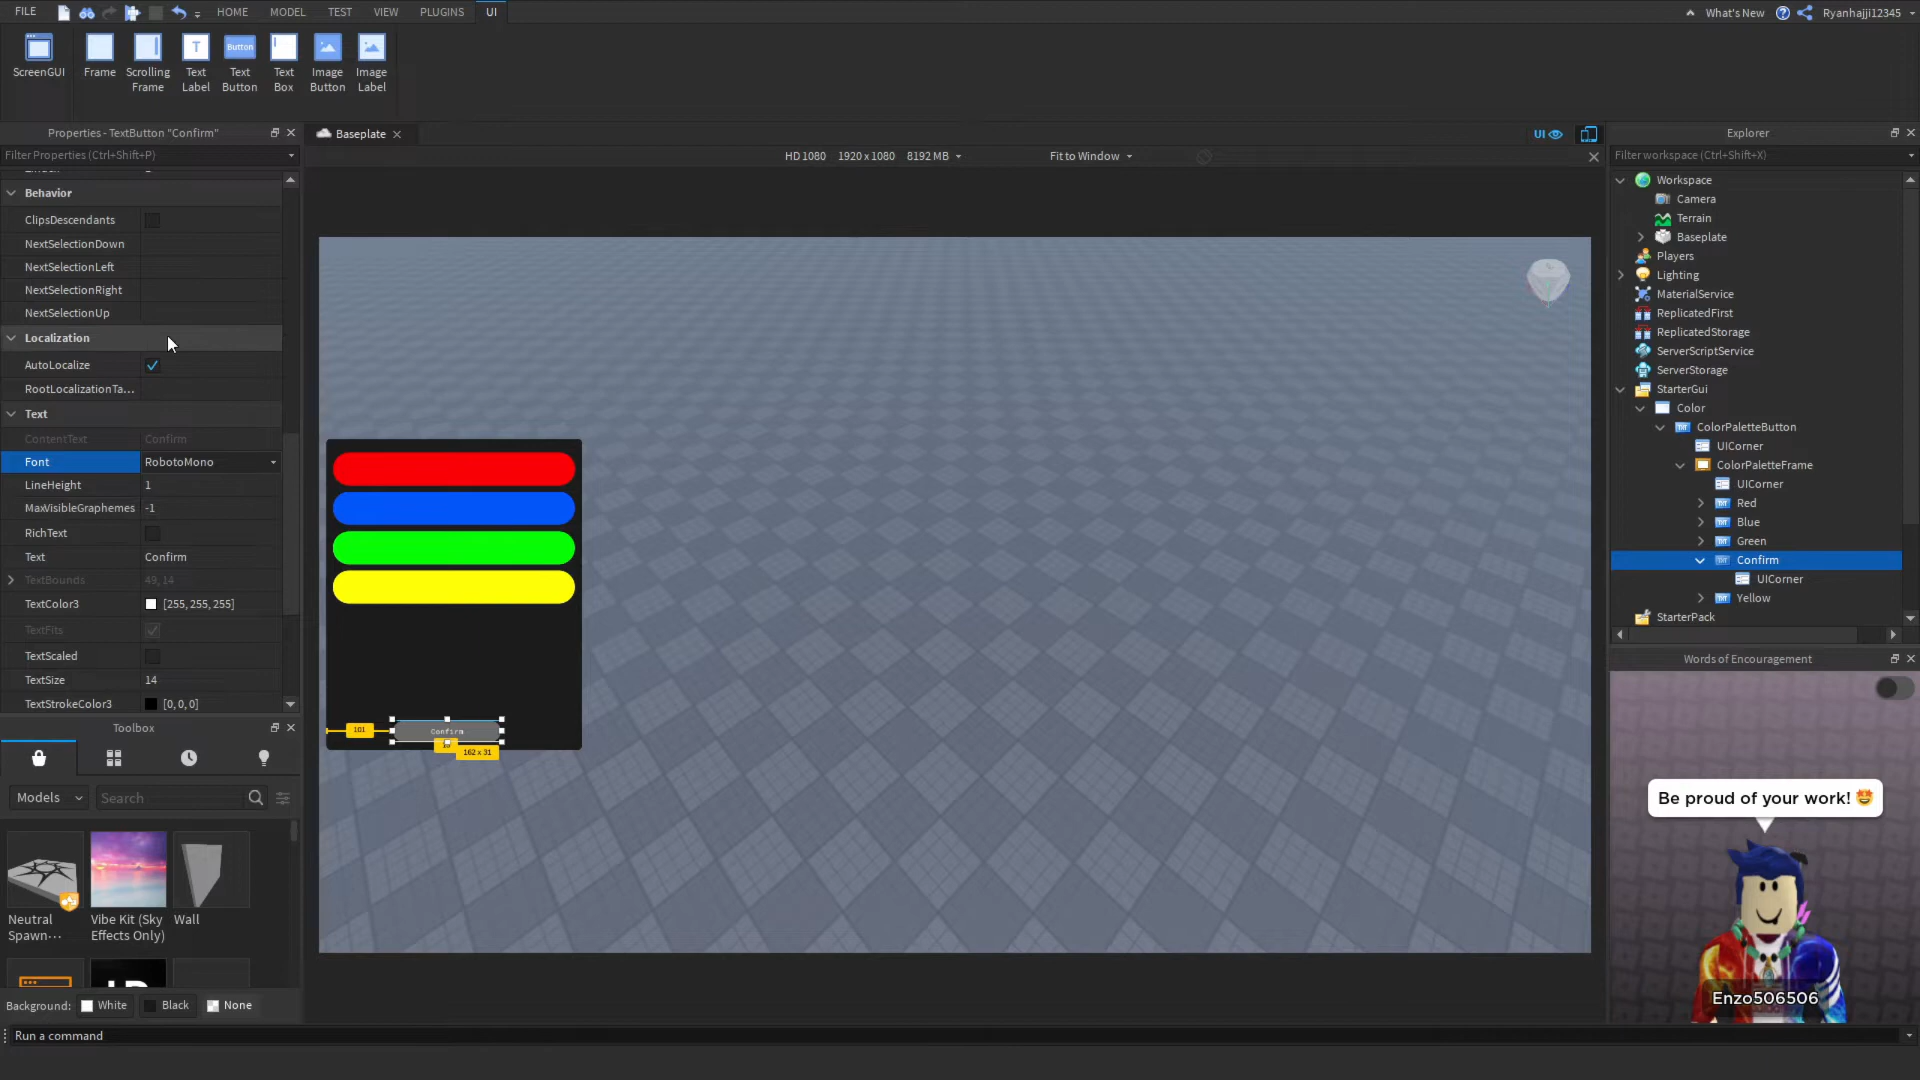 FILE
HOME
MODEL
TEST
VIEW
PLUGINS
UI
What's New
Ryanhajji12345
ScreenGUI
Frame
Scrolling
Frame
T
Text
Label
Button
Text
Button
Text
Box
Image
Button
Image
Label
Properties - TextButton "Confirm"
Filter Properties (Ctrl+Shift+P)
Behavior
ClipsDescendants
NextSelectionDown
NextSelectionLeft
NextSelectionRight
NextSelectionUp
Localization
AutoLocalize
RootLocalizationTa...
Text
ContentText Confirm
Font RobotoMono
LineHeight 1
MaxVisibleGraphemes -1
RichText
Text Confirm
TextBounds 49, 14
TextColor3 [255, 255, 255]
TextFits
TextScaled
TextSize 14
TextStrokeColor3 [0, 0, 0]
Toolbox
Models
Search
Neutral
Spawn...
Vibe Kit (Sky
Effects Only)
Wall
Background: White Black None
Run a command
Baseplate
UI
HD 1080 1920 x 1080 8192 MB
Fit to Window
101
Confirm
162 x 31
Explorer
Filter workspace (Ctrl+Shift+X)
Workspace
Camera
Terrain
Baseplate
Players
Lighting
MaterialService
ReplicatedFirst
ReplicatedStorage
ServerScriptService
ServerStorage
StarterGui
Color
ColorPaletteButton
UICorner
ColorPaletteFrame
UICorner
Red
Blue
Green
Confirm
UICorner
Yellow
StarterPack
Words of Encouragement
Be proud of your work! 🤩
Enzo506506